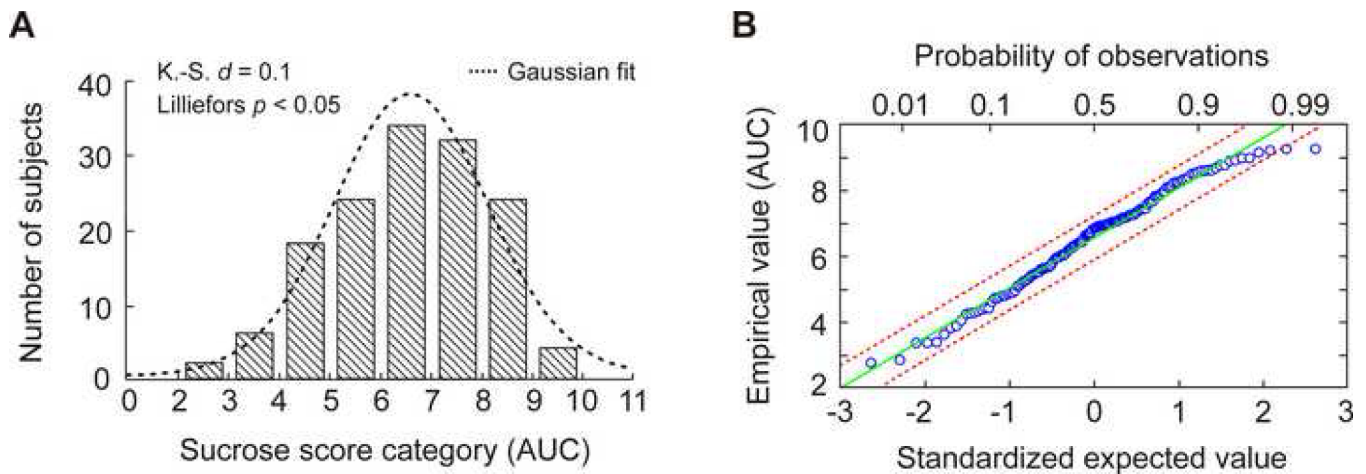 A
K.-S. d = 0.1
Lilliefors p < 0.05
Gaussian fit
Number of subjects
40
30
20
10
0
0 2 3 4 5 6 7 8 9 10 11
Sucrose score category (AUC)
B
Probability of observations
0.01 0.1 0.5 0.9 0.99
Empirical value (AUC)
10
8
6
4
2
-3 -2 -1 0 1 2 3
Standardized expected value